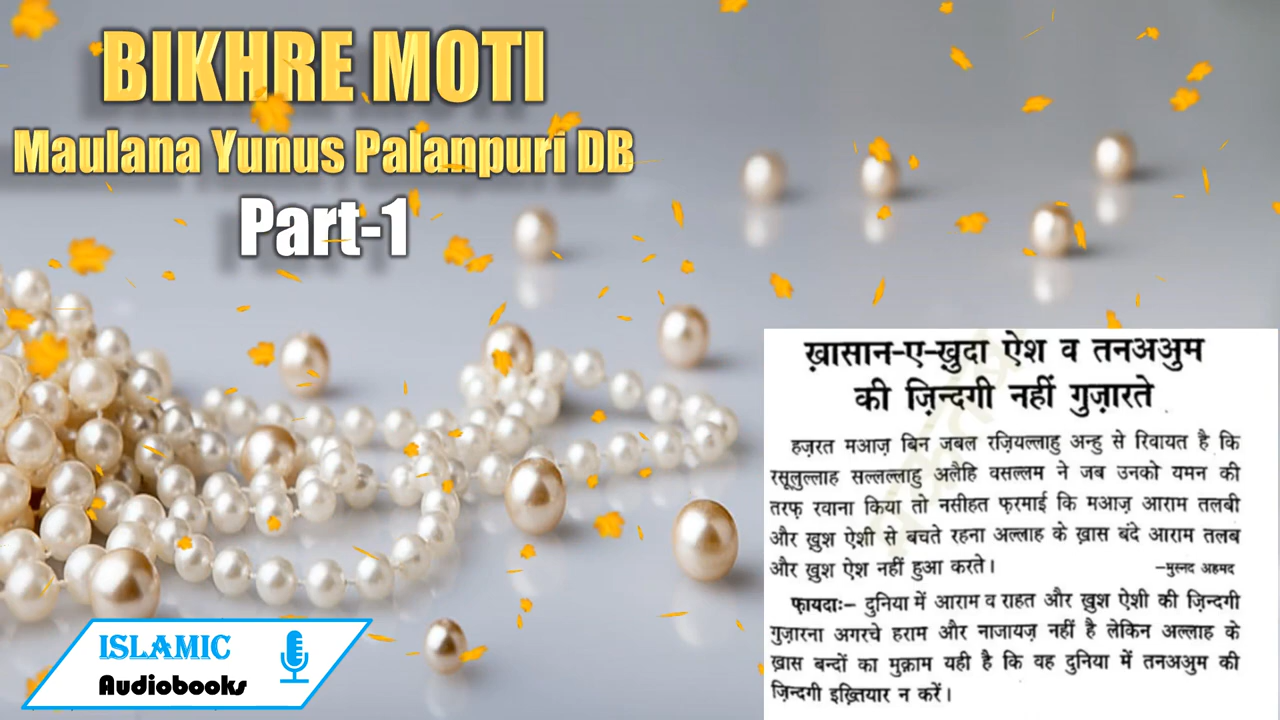 BIKHRE MOTI
Maulana Yunus Palanpuri DB
Part-1
ख़ासान-ए-ख़ुदा ऐश व तनअअुम
की ज़िन्दगी नहीं गुज़ारते
हज़रत मआज़ बिन जबल रज़ियल्लाहु अन्हु से रिवायत है कि
रसूलुल्लाह सल्लल्लाहु अलैहि वसल्लम ने जब उनको यमन की
तरफ़ रवाना किया तो नसीहत फ़रमाई कि मआज़ आराम तलबी
और ख़ुश ऐशी से बचते रहना अल्लाह के ख़ास बंदे आराम तलब
और ख़ुश ऐश नहीं हुआ करते। –मुस्नद अहमद
फ़ायदाः– दुनिया में आराम व राहत और ख़ुश ऐशी की ज़िन्दगी
गुज़ारना अगरचे हराम और नाजायज़ नहीं है लेकिन अल्लाह के
ख़ास बन्दों का मुक़ाम यही है कि वह दुनिया में तनअअुम की
ज़िन्दगी इख़्तियार न करें।
ISLAMIC
Audiobooks